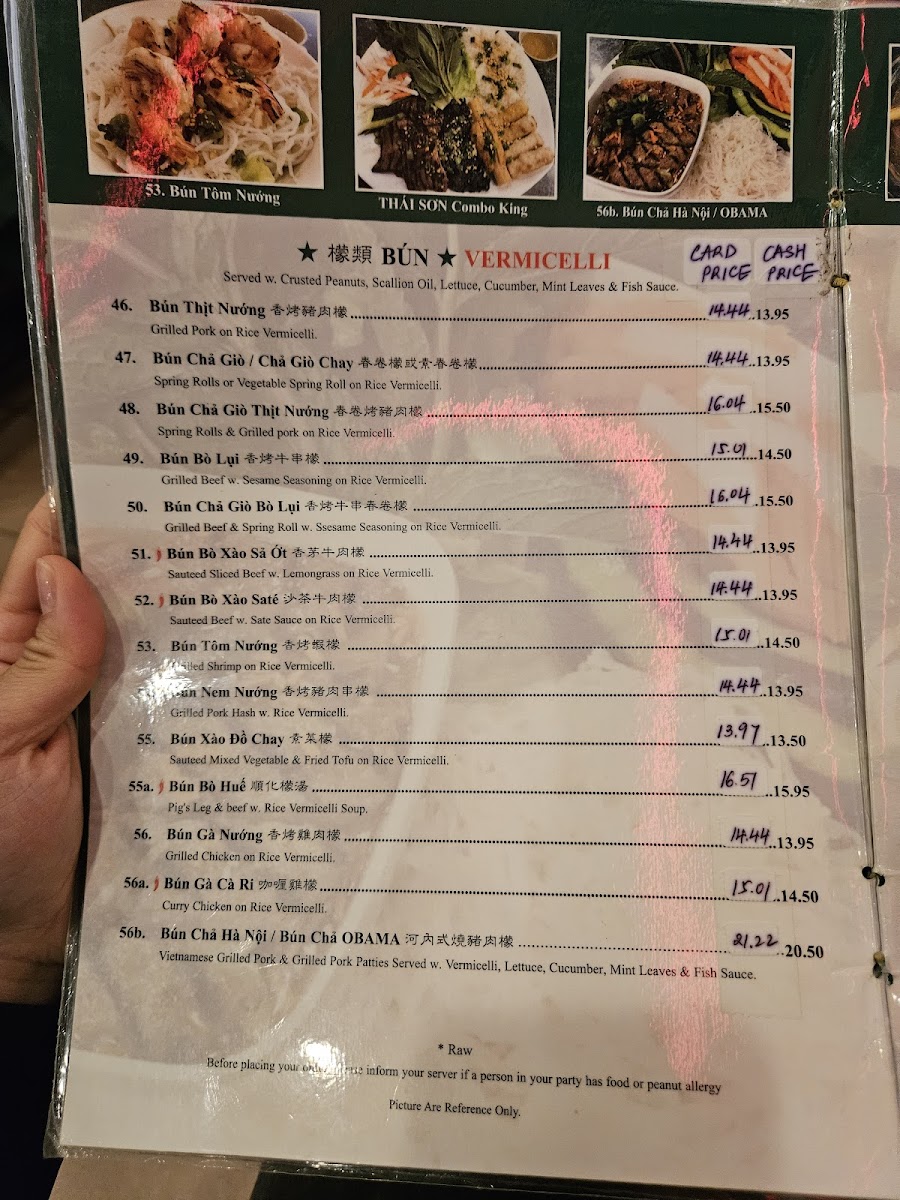 53. Bún Tôm Nướng
THÁI SƠN Combo King
56b. Bún Chả Hà Nội / OBAMA
★ 檬類 BÚN ★ VERMICELLI
CARD PRICE CASH PRICE
Served w. Crusted Peanuts, Scallion Oil, Lettuce, Cucumber, Mint Leaves & Fish Sauce.
46. Bún Thịt Nướng 香烤豬肉檬 14.44 13.95
Grilled Pork on Rice Vermicelli.
47. Bún Chả Giò / Chả Giò Chay 春卷檬或素春卷檬 14.44 13.95
Spring Rolls or Vegetable Spring Roll on Rice Vermicelli.
48. Bún Chả Giò Thịt Nướng 春卷烤豬肉檬 16.04 15.50
Spring Rolls & Grilled pork on Rice Vermicelli.
49. Bún Bò Lụi 香烤牛串檬 15.01 14.50
Grilled Beef w. Sesame Seasoning on Rice Vermicelli.
50. Bún Chả Giò Bò Lụi 香烤牛串春卷檬 16.04 15.50
Grilled Beef & Spring Roll w. Ssesame Seasoning on Rice Vermicelli.
51. Bún Bò Xào Sả Ớt 香茅牛肉檬 14.44 13.95
Sauteed Sliced Beef w. Lemongrass on Rice Vermicelli.
52. Bún Bò Xào Saté 沙茶牛肉檬 14.44 13.95
Sauteed Beef w. Sate Sauce on Rice Vermicelli.
53. Bún Tôm Nướng 香烤蝦檬 15.01 14.50
Grilled Shrimp on Rice Vermicelli.
Bún Nem Nướng 香烤豬肉串檬 14.44 13.95
Grilled Pork Hash w. Rice Vermicelli.
55. Bún Xào Đồ Chay 素菜檬 13.97 13.50
Sauteed Mixed Vegetable & Fried Tofu on Rice Vermicelli.
55a. Bún Bò Huế 順化檬湯 16.51 15.95
Pig's Leg & beef w. Rice Vermicelli Soup.
56. Bún Gà Nướng 香烤雞肉檬 14.44 13.95
Grilled Chicken on Rice Vermicelli.
56a. Bún Gà Cà Ri 咖喱雞檬 15.01 14.50
Curry Chicken on Rice Vermicelli.
56b. Bún Chả Hà Nội / Bún Chả OBAMA 河內式燒豬肉檬 21.22 20.50
Vietnamese Grilled Pork & Grilled Pork Patties Served w. Vermicelli, Lettuce, Cucumber, Mint Leaves & Fish Sauce.
* Raw
Before placing your inform your server if a person in your party has food or peanut allergy
Picture Are Reference Only.